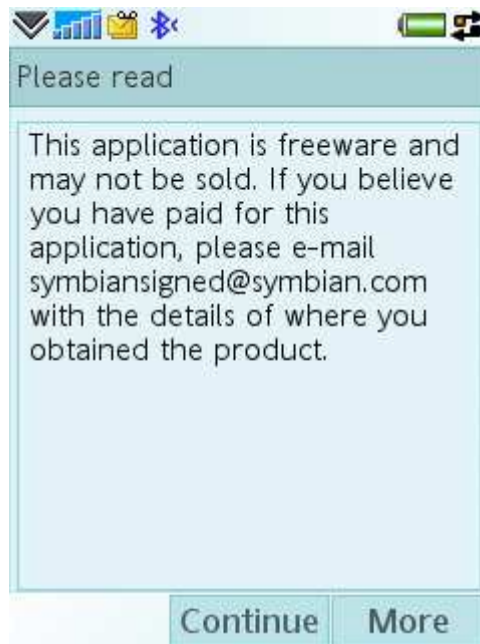 Please read
This application is freeware and
may not be sold. If you believe
you have paid for this
application, please e-mail
symbiansigned@symbian.com
with the details of where you
obtained the product.
Continue
More